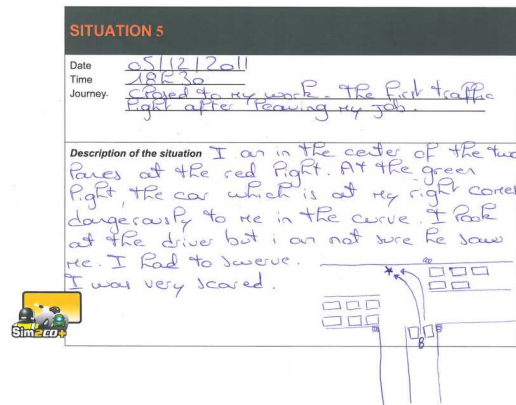 SITUATION 5
Date 05/12/2011
Time 18h30
Journey. Closed to my work. The first traffic
light after leaving my job.
Description of the situation I am in the center of the two
lanes at the red light. At the green
light, the car which is at my right comes
dangerously to me in the curve. I look
at the driver but i am not sure he saw
me. I had to swerve.
I was very scared.
B
Sim2co+